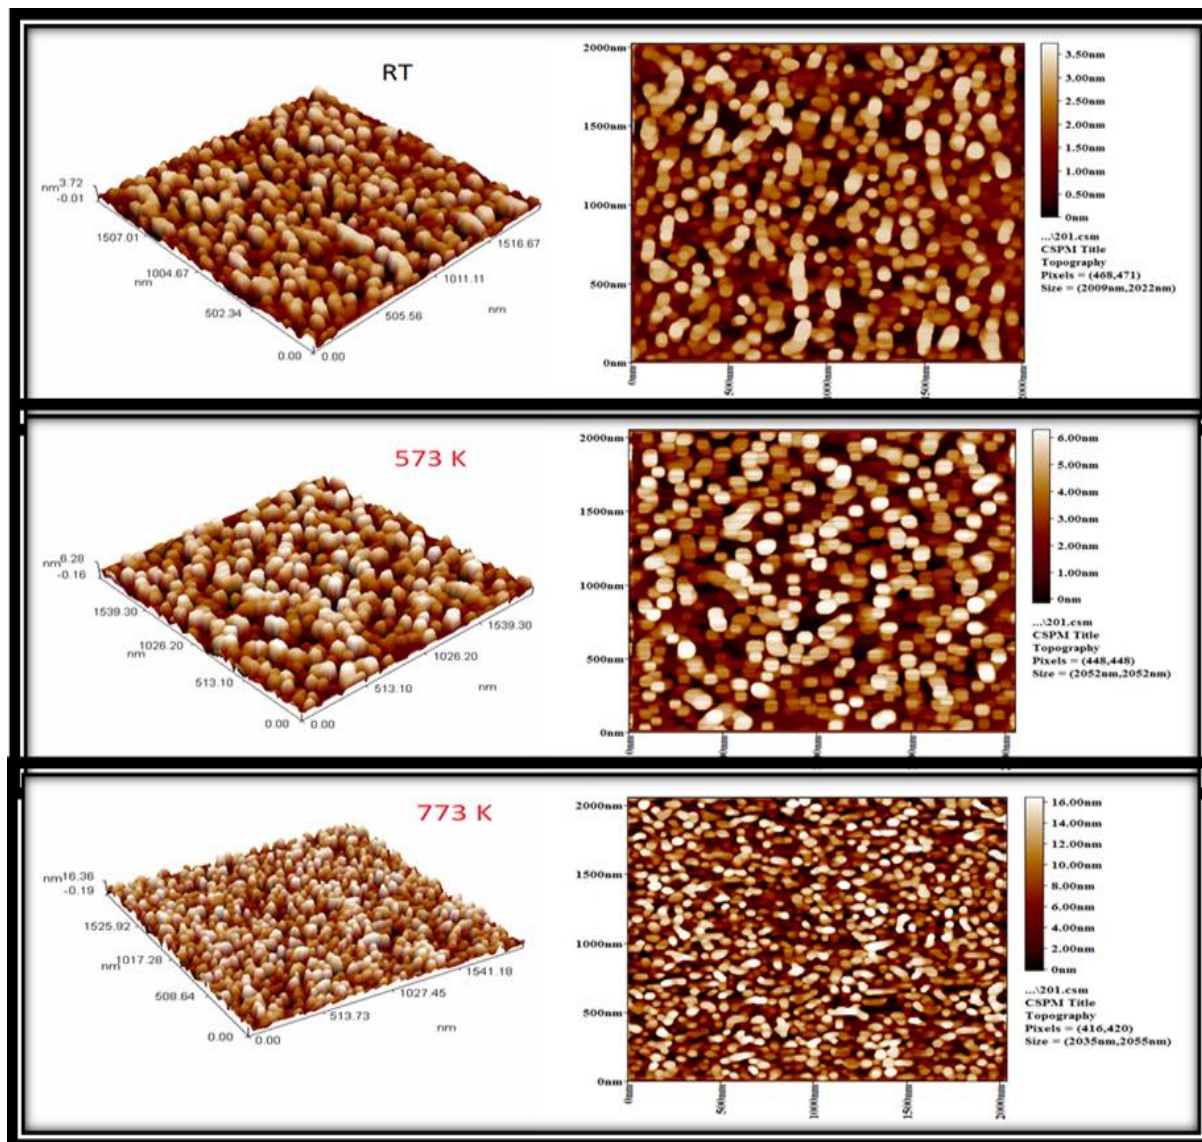 RT
nm 3.72
-0.01
1507.01
1004.67
nm
502.34
0.00
0.00
505.56
nm
1011.11
1516.67
2000nm
1500nm
1000nm
500nm
0nm
0nm
500nm
1000nm
2000nm
3.50nm
3.00nm
2.50nm
2.00nm
1.50nm
1.00nm
0.50nm
0nm
...\201.csm
CSPM Title
Topography
Pixels = (468,471)
Size = (2009nm,2022nm)
573 K
nm 6.28
-0.16
1539.30
1026.20
nm
513.10
0.00
0.00
513.10
nm
1026.20
1539.30
2000nm
1500nm
1000nm
500nm
0nm
6.00nm
5.00nm
4.00nm
3.00nm
2.00nm
1.00nm
0nm
...\201.csm
CSPM Title
Topography
Pixels = (448,448)
Size = (2052nm,2052nm)
773 K
nm 16.36
-0.19
1525.92
nm 1017.28
508.64
0.00
0.00
513.73
1027.45
nm
1541.18
2000nm
1500nm
1000nm
500nm
0nm
0nm
500nm
1000nm
1500nm
2000nm
16.00nm
14.00nm
12.00nm
10.00nm
8.00nm
6.00nm
4.00nm
2.00nm
0nm
...\201.csm
CSPM Title
Topography
Pixels = (416,420)
Size = (2035nm,2055nm)